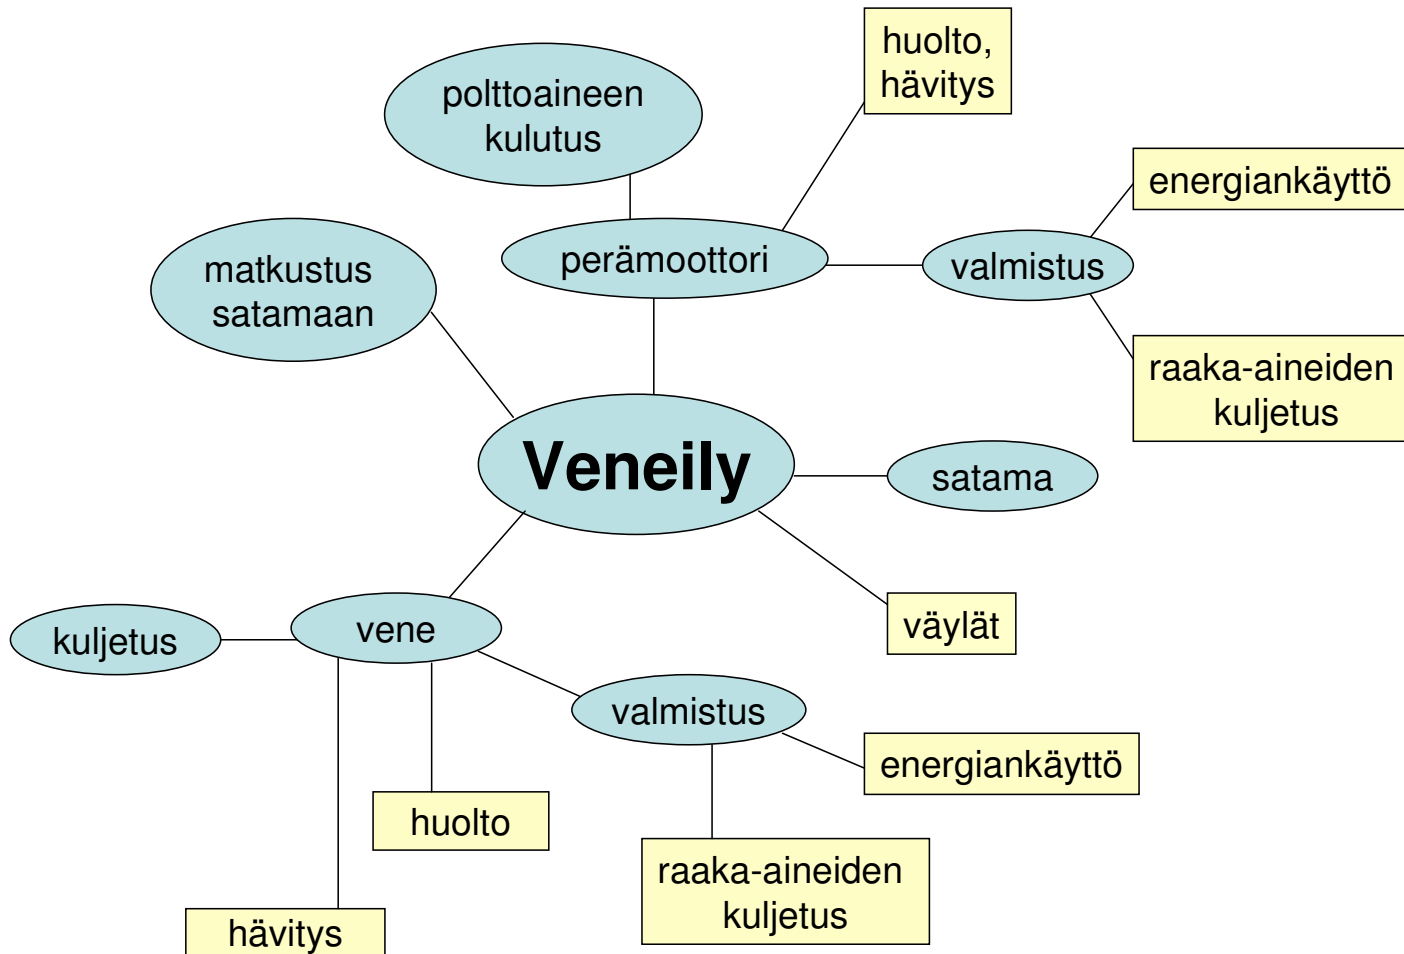 huolto,
hävitys
polttoaineen
kulutus
energiankäyttö
matkustus
satamaan
perämoottori
valmistus
raaka-aineiden
kuljetus
Veneily
satama
väylät
kuljetus
vene
valmistus
energiankäyttö
huolto
raaka-aineiden
kuljetus
hävitys